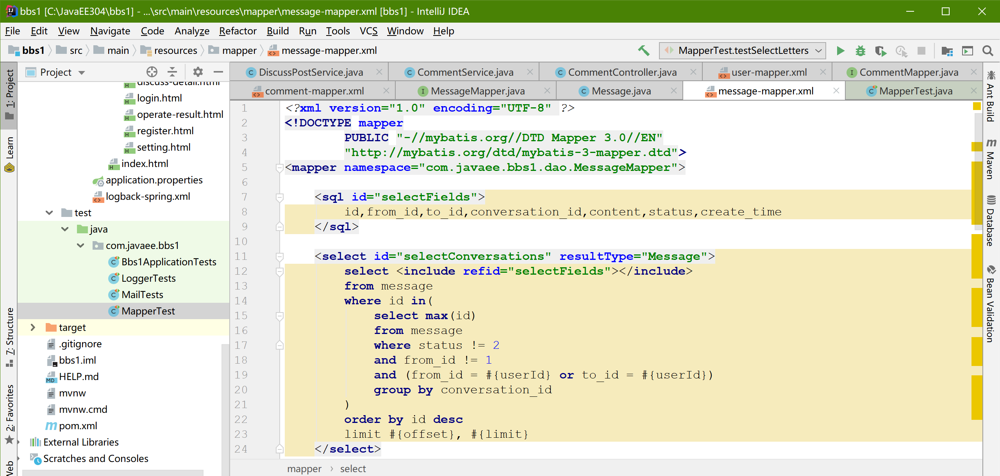 bbs1 [C:\JavaEE304\bbs1] - ...\src\main\resources\mapper\message-mapper.xml [bbs1] - IntelliJ IDEA
File Edit View Navigate Code Analyze Refactor Build Run Tools VCS Window Help
bbs1 src main resources mapper message-mapper.xml MapperTest.testSelectLetters
1: Project
Learn
7: Structure
2: Favorites
Web
Project
discuss-detail.html
login.html
operate-result.html
register.html
setting.html
index.html
application.properties
logback-spring.xml
test
java
com.javaee.bbs1
Bbs1ApplicationTests
LoggerTests
MailTests
MapperTest
target
.gitignore
bbs1.iml
HELP.md
mvnw
mvnw.cmd
pom.xml
External Libraries
Scratches and Consoles
DiscussPostService.java CommentService.java CommentController.java user-mapper.xml CommentMapper.java
comment-mapper.xml MessageMapper.java Message.java message-mapper.xml MapperTest.java
1 <?xml version="1.0" encoding="UTF-8" ?>
2 <!DOCTYPE mapper
3 PUBLIC "-//mybatis.org//DTD Mapper 3.0//EN"
4 "http://mybatis.org/dtd/mybatis-3-mapper.dtd">
5 <mapper namespace="com.javaee.bbs1.dao.MessageMapper">
6
7 <sql id="selectFields">
8 id,from_id,to_id,conversation_id,content,status,create_time
9 </sql>
10
11 <select id="selectConversations" resultType="Message">
12 select <include refid="selectFields"></include>
13 from message
14 where id in(
15 select max(id)
16 from message
17 where status != 2
18 and from_id != 1
19 and (from_id = #{userId} or to_id = #{userId})
20 group by conversation_id
21 )
22 order by id desc
23 limit #{offset}, #{limit}
24 </select>
mapper › select
Ant Build
Maven
Database
Bean Validation